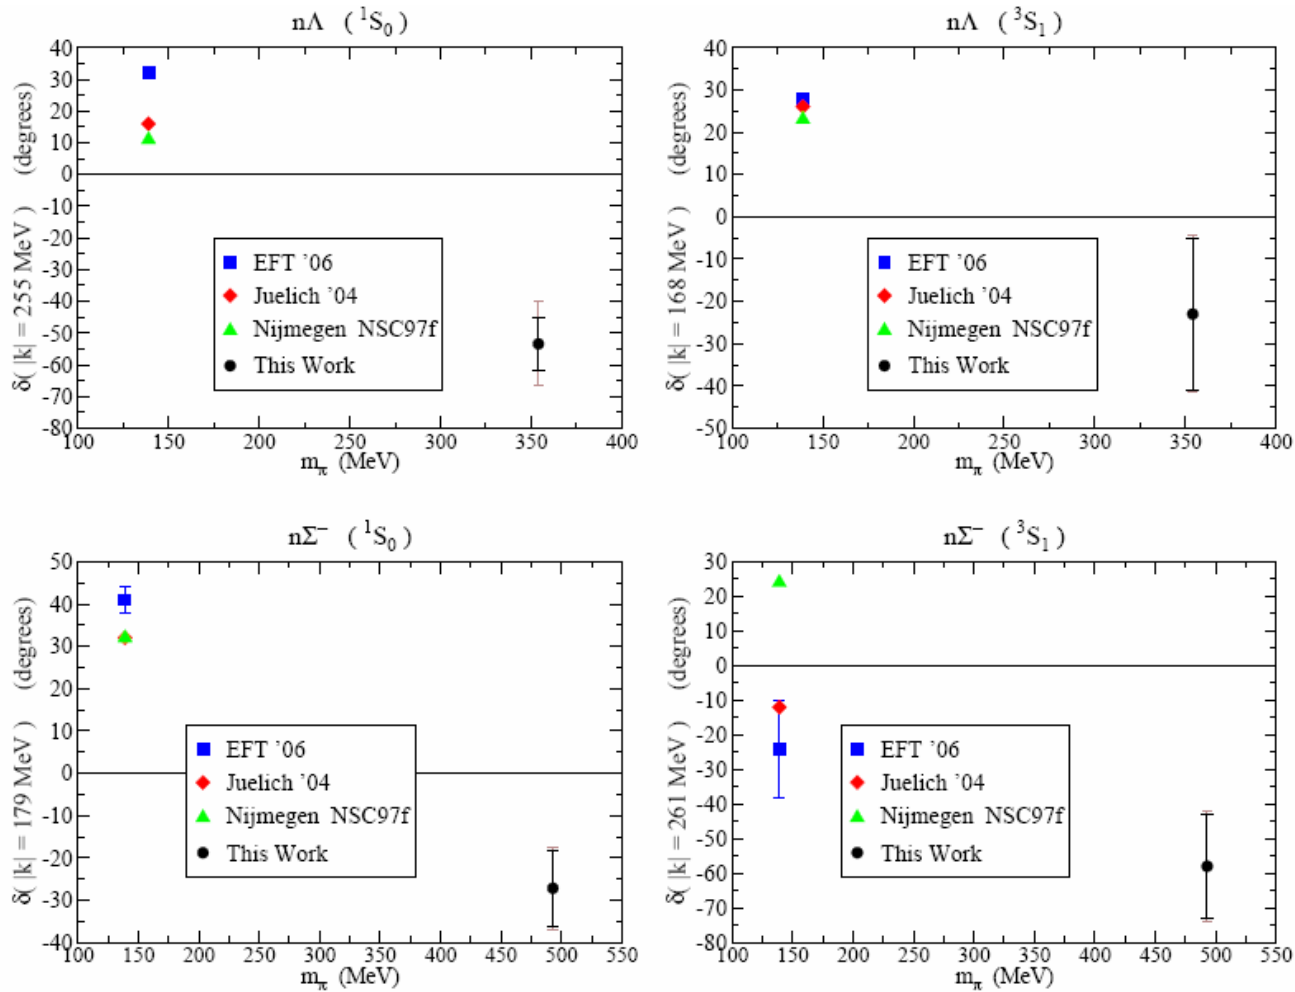 nΛ ( ¹S₀ )
δ( |k| = 255 MeV ) (degrees)
40
30
20
10
0
-10
-20
-30
-40
-50
-60
-70
-80
EFT '06
Juelich '04
Nijmegen NSC97f
This Work
100 150 200 250 300 350 400
m_π (MeV)
nΛ ( ³S₁ )
δ( |k| = 168 MeV ) (degrees)
40
30
20
10
0
-10
-20
-30
-40
-50
EFT '06
Juelich '04
Nijmegen NSC97f
This Work
100 150 200 250 300 350 400
m_π (MeV)
nΣ⁻ ( ¹S₀ )
δ( |k| = 179 MeV ) (degrees)
50
40
30
20
10
0
-10
-20
-30
-40
EFT '06
Juelich '04
Nijmegen NSC97f
This Work
100 150 200 250 300 350 400 450 500 550
m_π (MeV)
nΣ⁻ ( ³S₁ )
δ( |k| = 261 MeV ) (degrees)
30
20
10
0
-10
-20
-30
-40
-50
-60
-70
-80
EFT '06
Juelich '04
Nijmegen NSC97f
This Work
100 150 200 250 300 350 400 450 500 550
m_π (MeV)